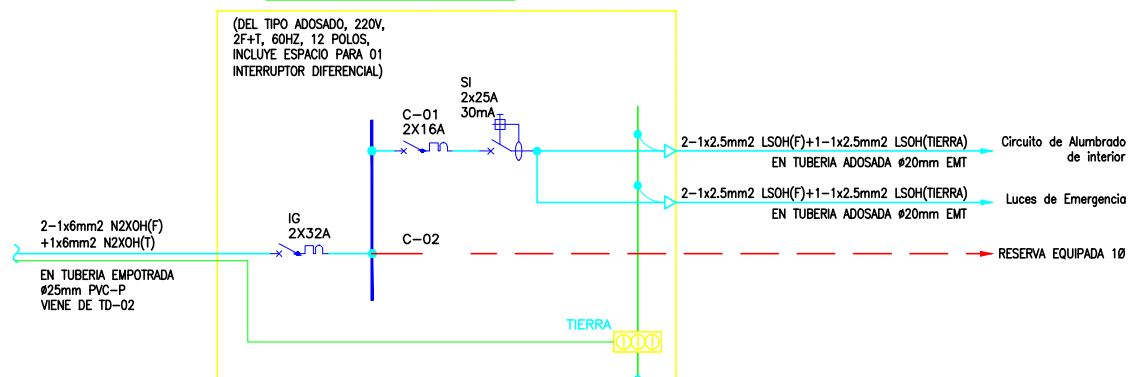 (DEL TIPO ADOSADO, 220V,
2F+T, 60HZ, 12 POLOS,
INCLUYE ESPACIO PARA 01
INTERRUPTOR DIFERENCIAL)
SI
2x25A
30mA
C-01
2X16A
2-1x2.5mm2 LSOH(F)+1-1x2.5mm2 LSOH(TIERRA)
EN TUBERIA ADOSADA ø20mm EMT
Circuito de Alumbrado
de interior
2-1x2.5mm2 LSOH(F)+1-1x2.5mm2 LSOH(TIERRA)
EN TUBERIA ADOSADA ø20mm EMT
Luces de Emergencia
2-1x6mm2 N2XOH(F)
+1x6mm2 N2XOH(T)
EN TUBERIA EMPOTRADA
ø25mm PVC-P
VIENE DE TD-02
IG
2X32A
C-02
RESERVA EQUIPADA 1Ø
TIERRA